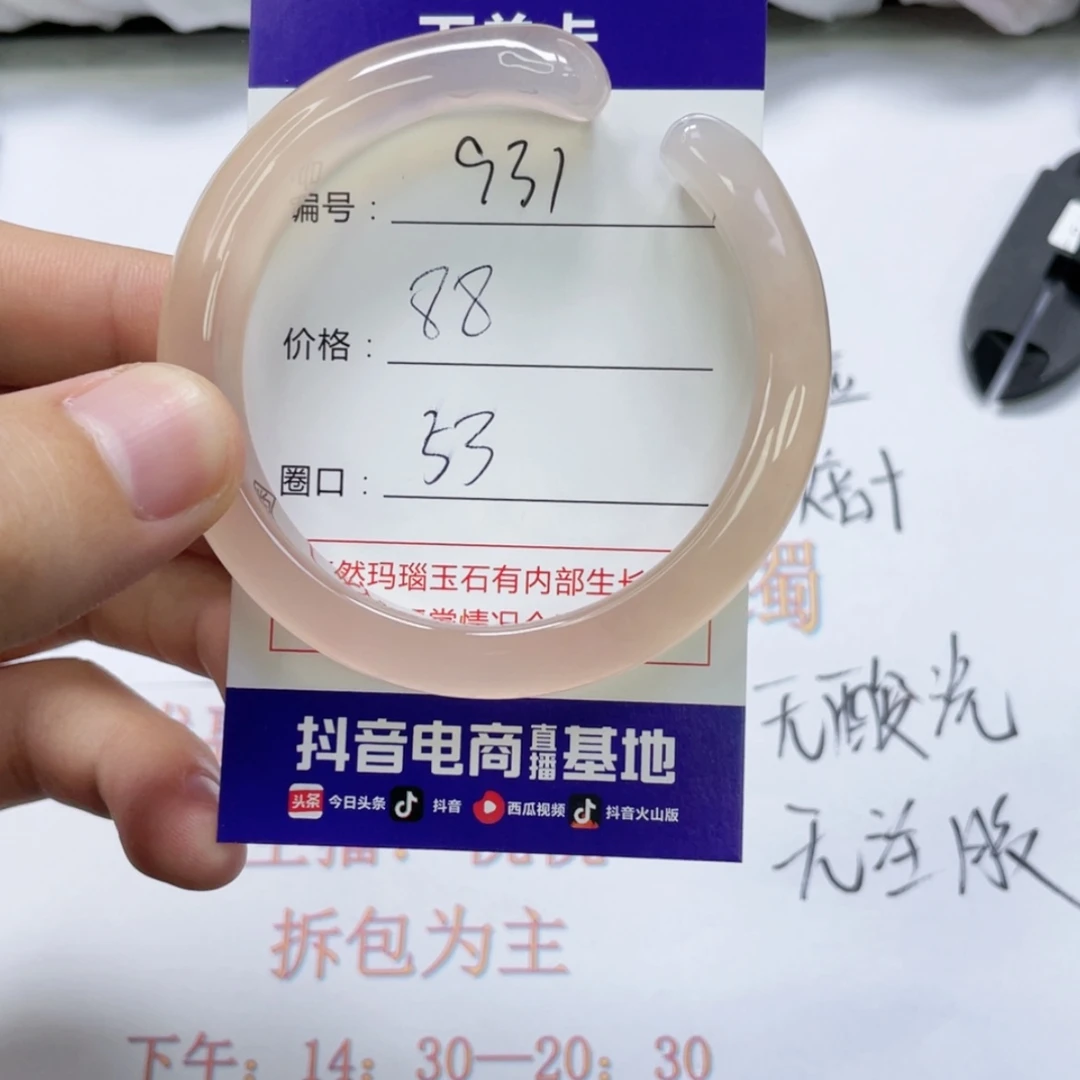 下单卡
编号：931
价格：88
圈口：53
然玛瑙玉石有内部生长
抖音电商直播基地
头条 今日头条 抖音 西瓜视频 抖音火山版
无酸洗
无注胶
拆包为主
下午：14：30—20：30